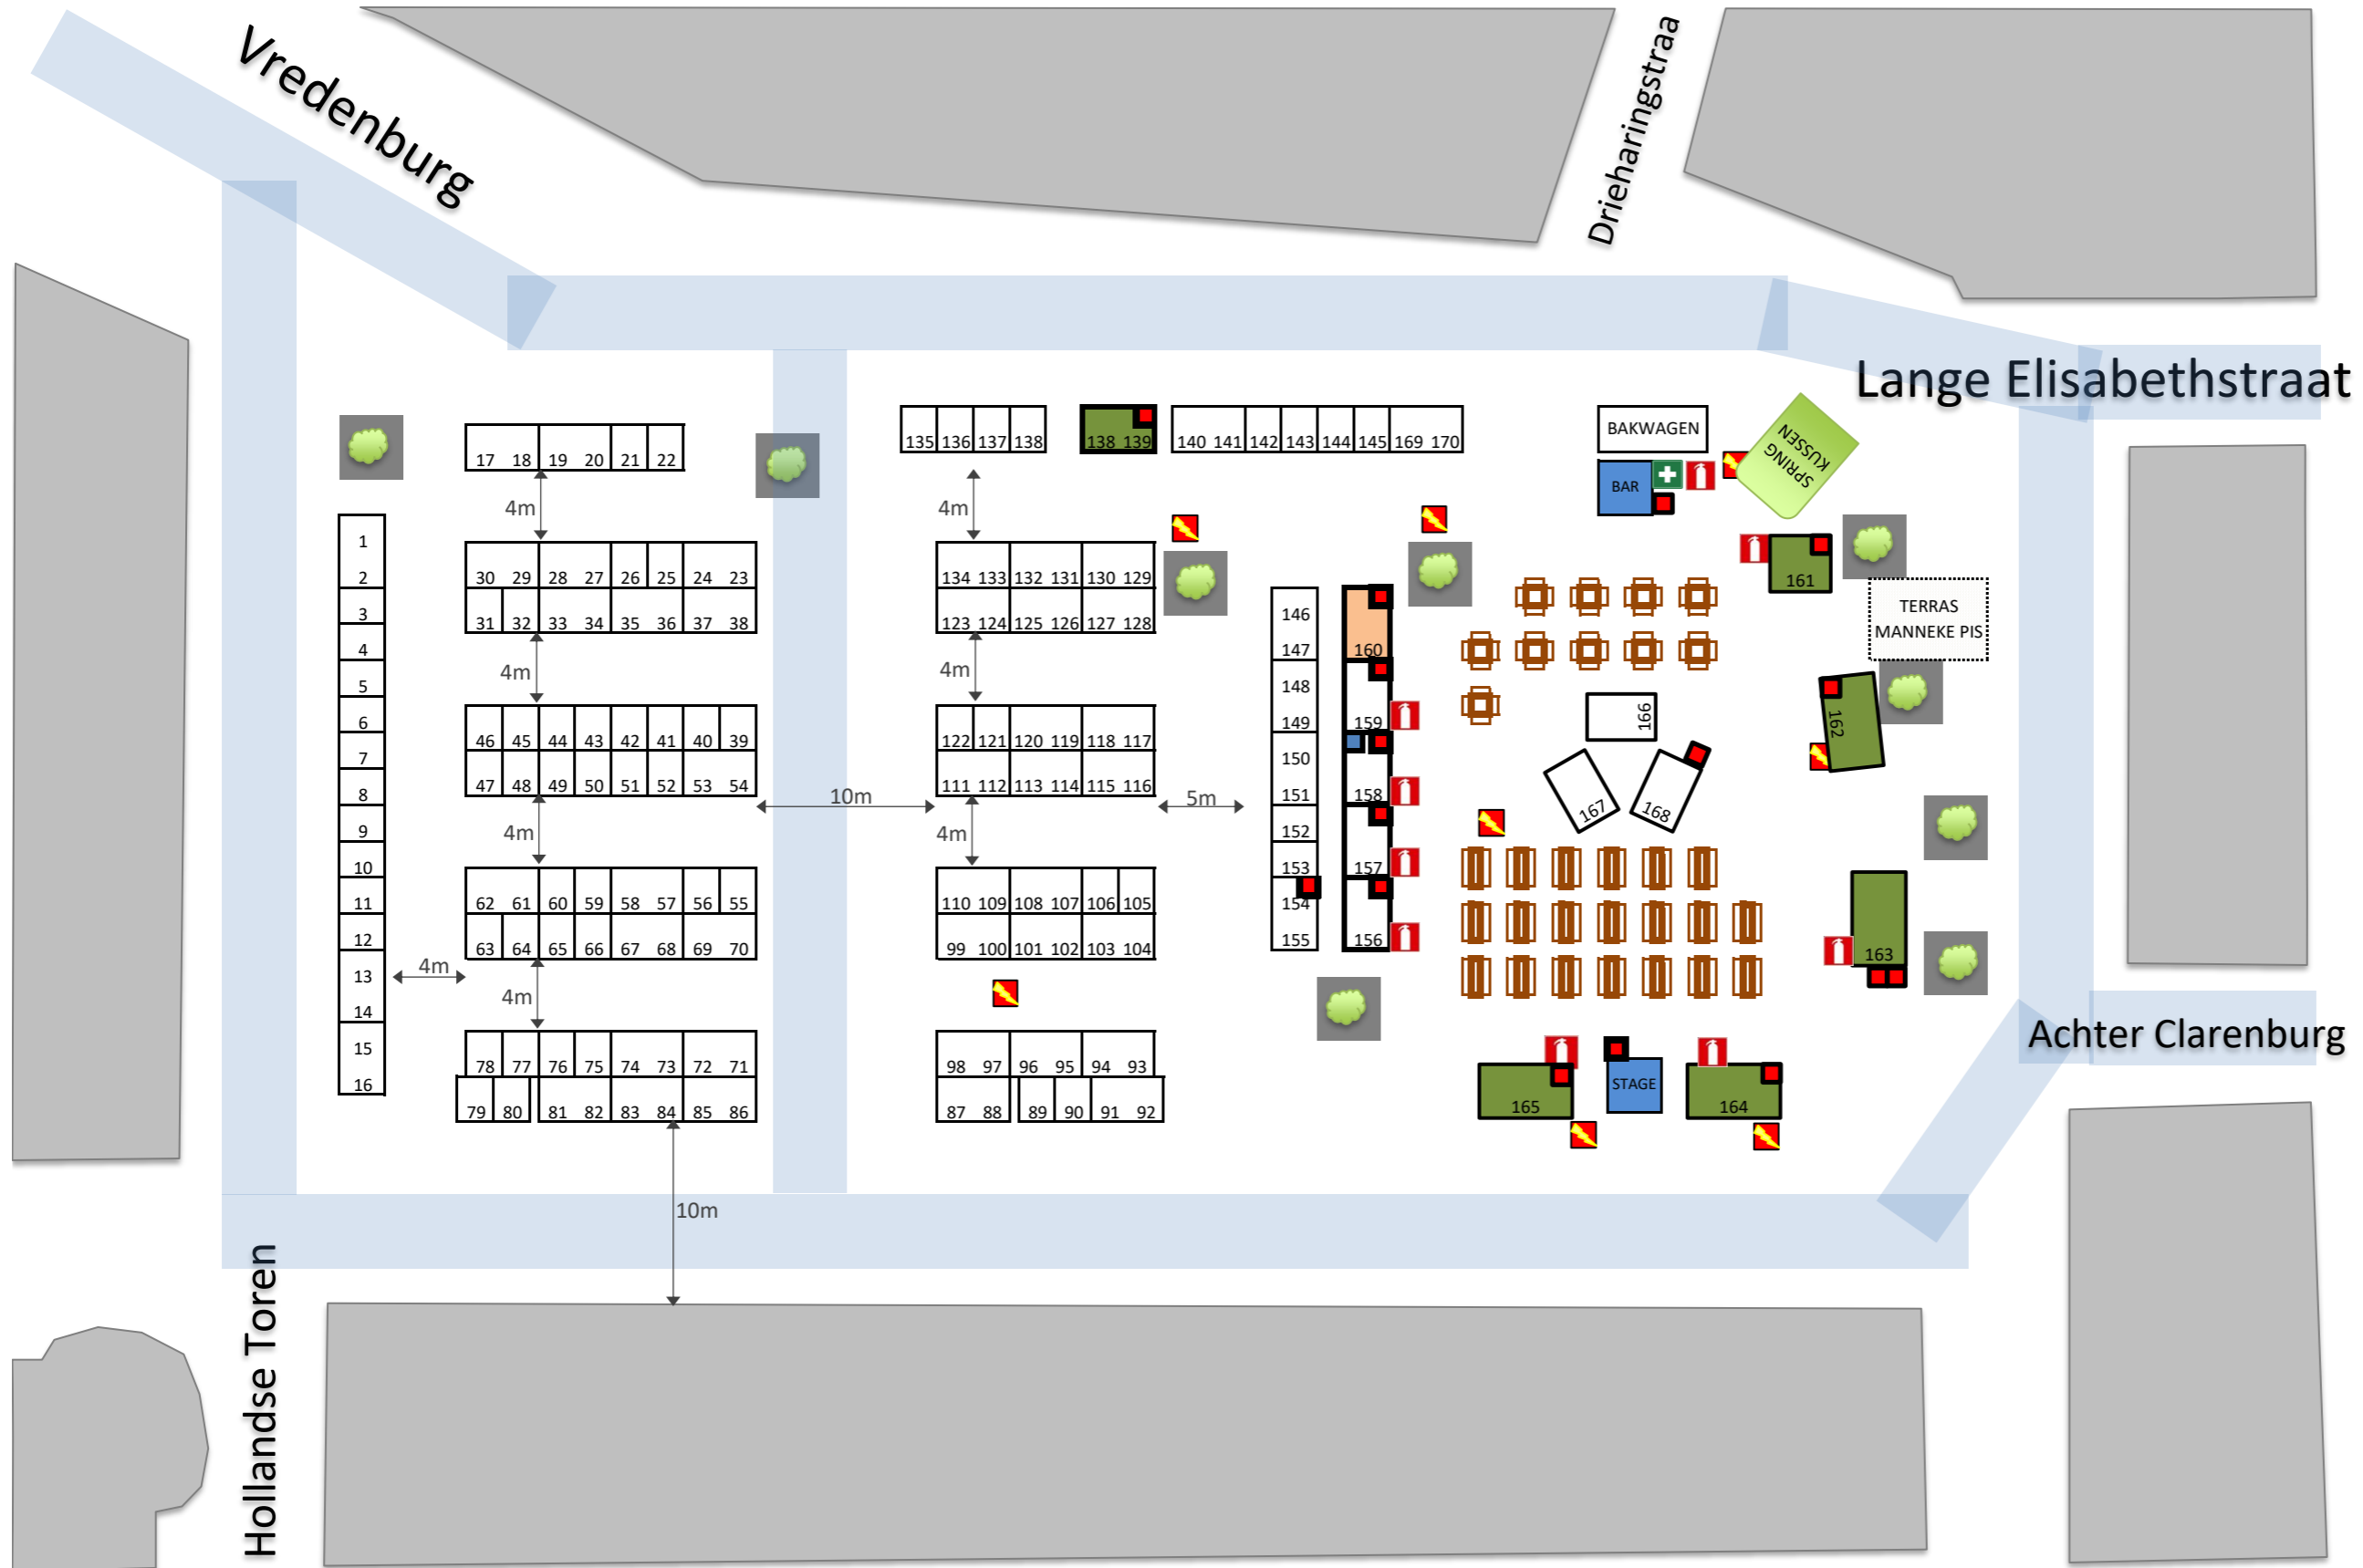 Vredenburg
Drieharingstraa
Lange Elisabethstraat
135 136 137 138
138 139
140 141 142 143 144 145 169 170
BAKWAGEN
SPRING
KUSSEN
BAR
17 18 19 20 21 22
4m
4m
1
2
3
4
5
6
7
8
9
10
11
12
13
14
15
16
30 29 28 27 26 25 24 23
31 32 33 34 35 36 37 38
4m
46 45 44 43 42 41 40 39
47 48 49 50 51 52 53 54
4m
62 61 60 59 58 57 56 55
63 64 65 66 67 68 69 70
4m
4m
78 77 76 75 74 73 72 71
79 80 81 82 83 84 85 86
10m
10m
134 133 132 131 130 129
123 124 125 126 127 128
4m
122 121 120 119 118 117
111 112 113 114 115 116
4m
5m
110 109 108 107 106 105
99 100 101 102 103 104
98 97 96 95 94 93
87 88 89 90 91 92
146
147
148
149
150
151
152
153
154
155
160
159
158
157
156
161
TERRAS
MANNEKE PIS
162
166
167
168
163
165
STAGE
164
Achter Clarenburg
Hollandse Toren